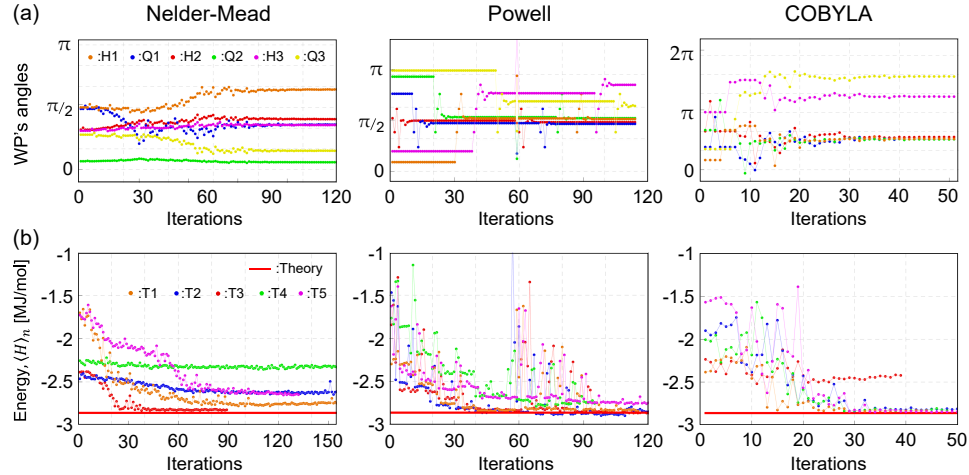 (a)
Nelder-Mead
Powell
COBYLA
WP's angles
π
π/2
0
:H1 :Q1 :H2 :Q2 :H3 :Q3
0 30 60 90 120
Iterations
π
π/2
0
0 30 60 90 120
Iterations
2π
π
π/2
0
0 10 20 30 40 50
Iterations
(b)
Energy, ⟨H⟩n [MJ/mol]
-1
-1.5
-2
-2.5
-3
:Theory
:T1 :T2 :T3 :T4 :T5
0 30 60 90 120 150
Iterations
-1
-1.5
-2
-2.5
-3
0 30 60 90 120
Iterations
-1
-1.5
-2
-2.5
-3
0 10 20 30 40 50
Iterations